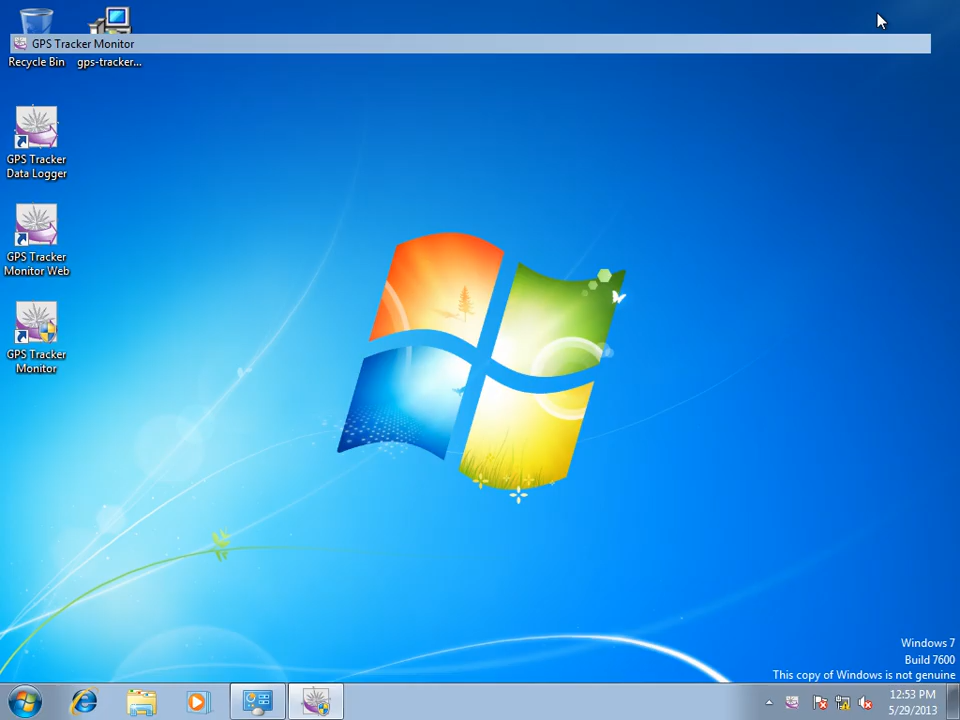 GPS Tracker Monitor
Recycle Bin
gps-tracker...
GPS Tracker
Data Logger
GPS Tracker
Monitor Web
GPS Tracker
Monitor
Windows 7
Build 7600
This copy of Windows is not genuine
12:53 PM
5/29/2013